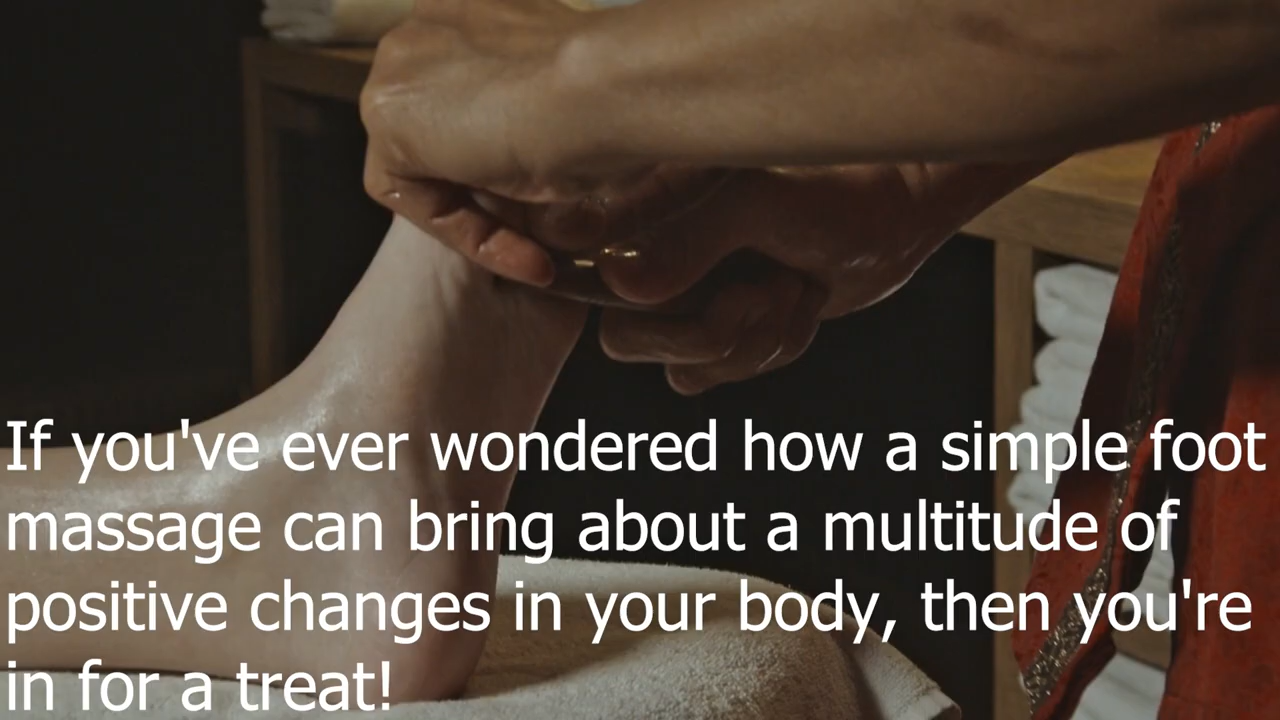 If you've ever wondered how a simple foot
massage can bring about a multitude of
positive changes in your body, then you're
in for a treat!